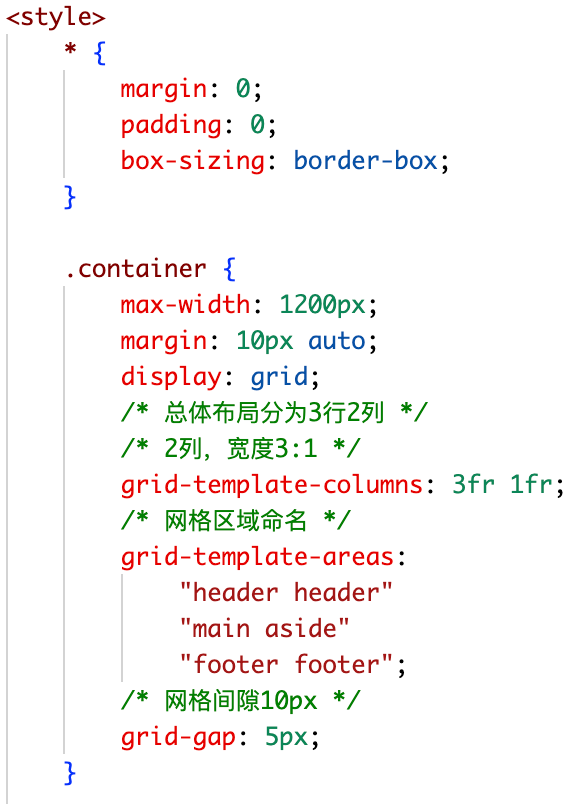 <style>
    * {
        margin: 0;
        padding: 0;
        box-sizing: border-box;
    }

    .container {
        max-width: 1200px;
        margin: 10px auto;
        display: grid;
        /* 总体布局分为3行2列 */
        /* 2列，宽度3:1 */
        grid-template-columns: 3fr 1fr;
        /* 网格区域命名 */
        grid-template-areas:
            "header header"
            "main aside"
            "footer footer";
        /* 网格间隙10px */
        grid-gap: 5px;
    }